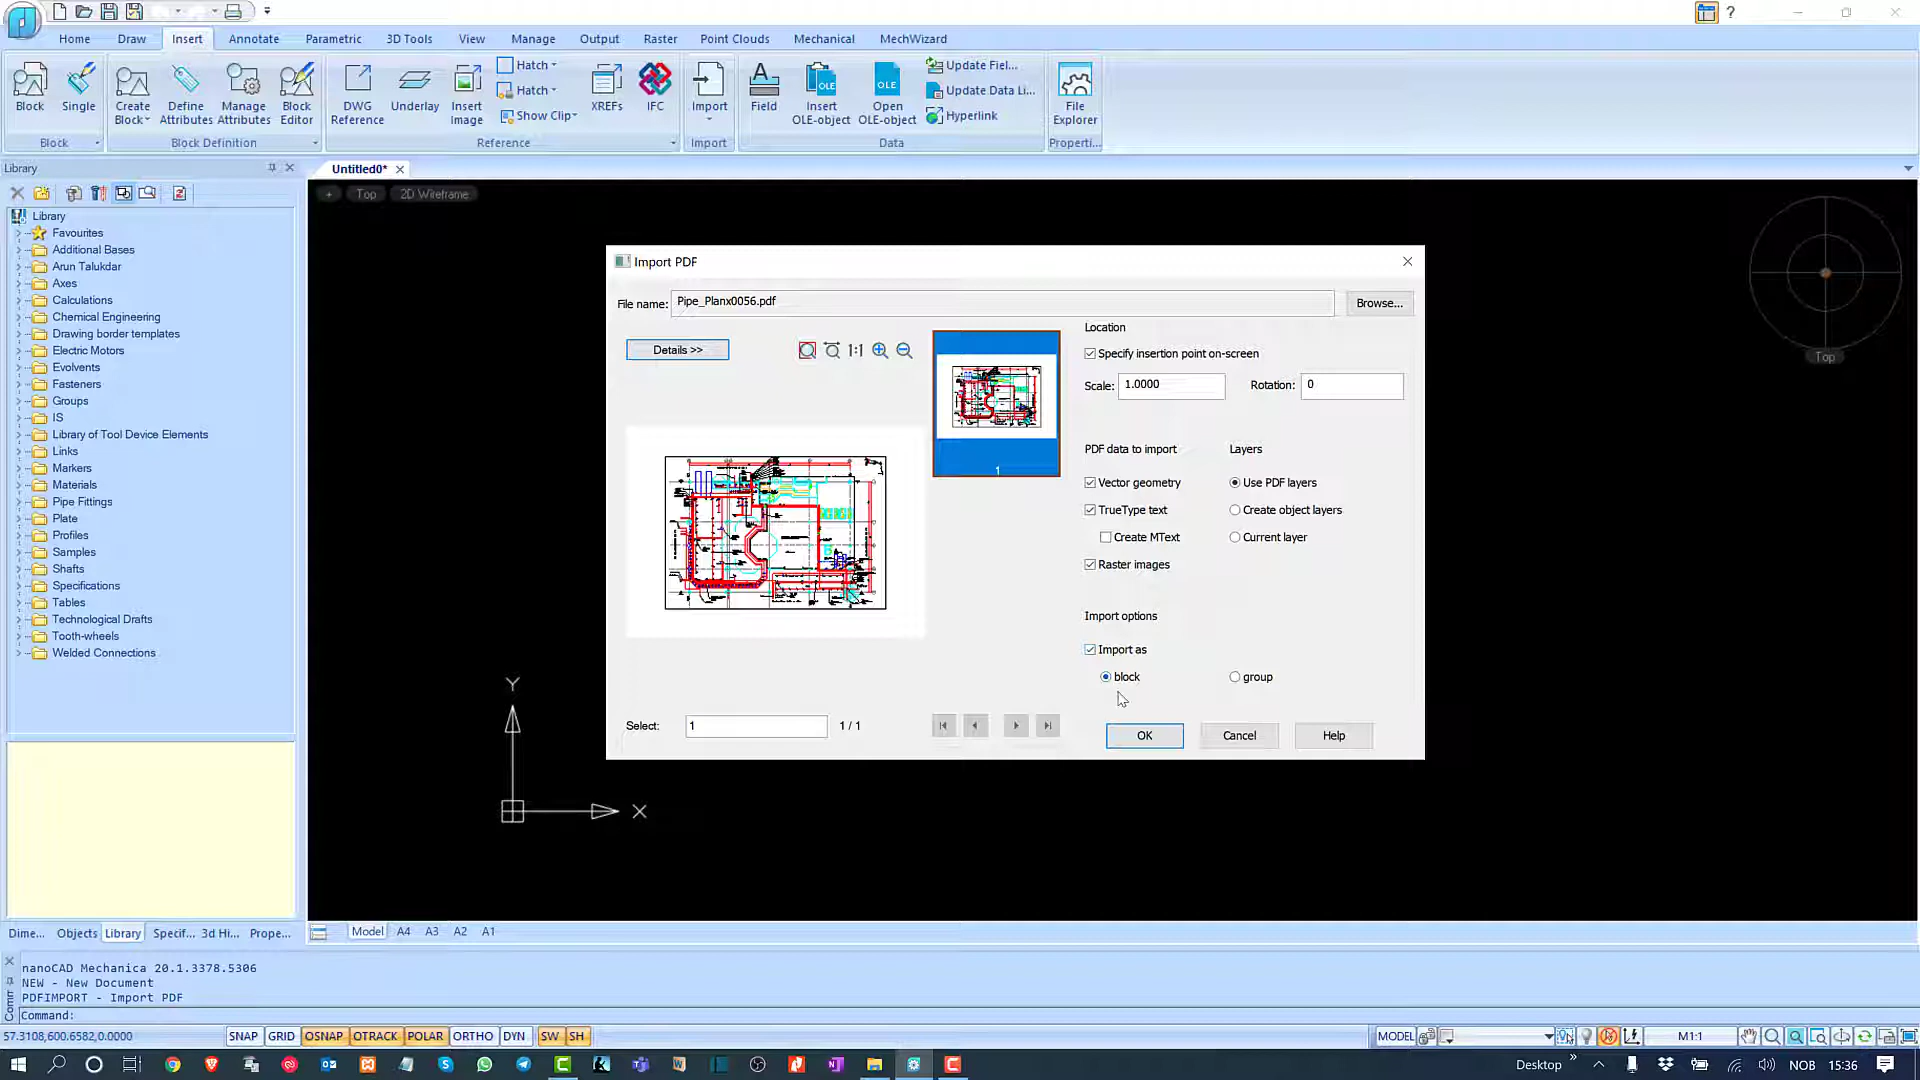 Home Draw Insert Annotate Parametric 3D Tools View Manage Output Raster Point Clouds Mechanical MechWizard
Block Single Create Block Define Attributes Manage Attributes Block Editor
DWG Reference Underlay Insert Image Hatch Hatch Show Clip XREFs IFC
Import Field Insert OLE-object Open OLE-object Update Field... Update Data Li... Hyperlink File Explorer
Block Block Definition Reference Import Data Properti...
Library
Untitled0*
+ Top 2D Wireframe
Library
Favourites
Additional Bases
Arun Talukdar
Axes
Calculations
Chemical Engineering
Drawing border templates
Electric Motors
Evolvents
Fasteners
Groups
IS
Library of Tool Device Elements
Links
Markers
Materials
Pipe Fittings
Plate
Profiles
Samples
Shafts
Specifications
Tables
Technological Drafts
Tooth-wheels
Welded Connections
Import PDF
File name: Pipe_Planx0056.pdf Browse...
Details >> 1:1
1
Location
Specify insertion point on-screen
Scale: 1.0000 Rotation: 0
PDF data to import Layers
Vector geometry Use PDF layers
TrueType text Create object layers
Create MText Current layer
Raster images
Import options
Import as
block group
Select: 1 1 / 1
OK Cancel Help
Top
Y
X
Dime... Objects Library Specif... 3d Hi... Prope...
Model A4 A3 A2 A1
nanoCAD Mechanica 20.1.3378.5306
NEW - New Document
PDFIMPORT - Import PDF
Command:
57.3108,600.6582,0.0000 SNAP GRID OSNAP OTRACK POLAR ORTHO DYN SW SH MODEL M1:1
Desktop NOB 15:36